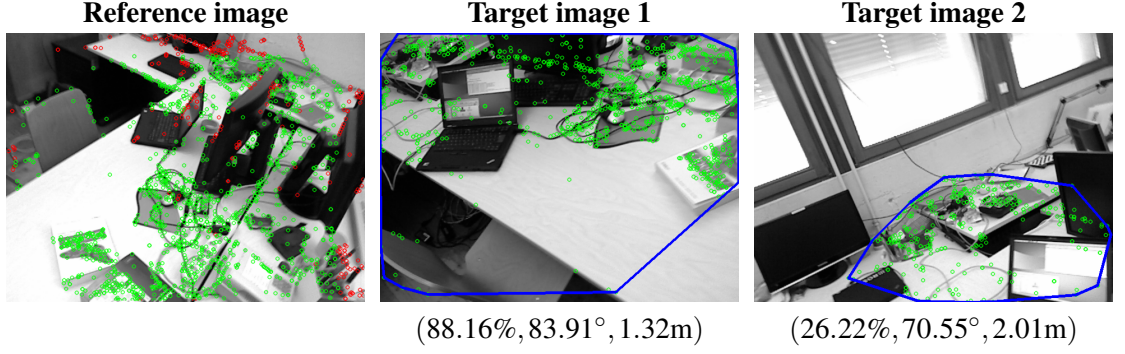 Reference image
Target image 1
Target image 2
(88.16%, 83.91°, 1.32m)
(26.22%, 70.55°, 2.01m)